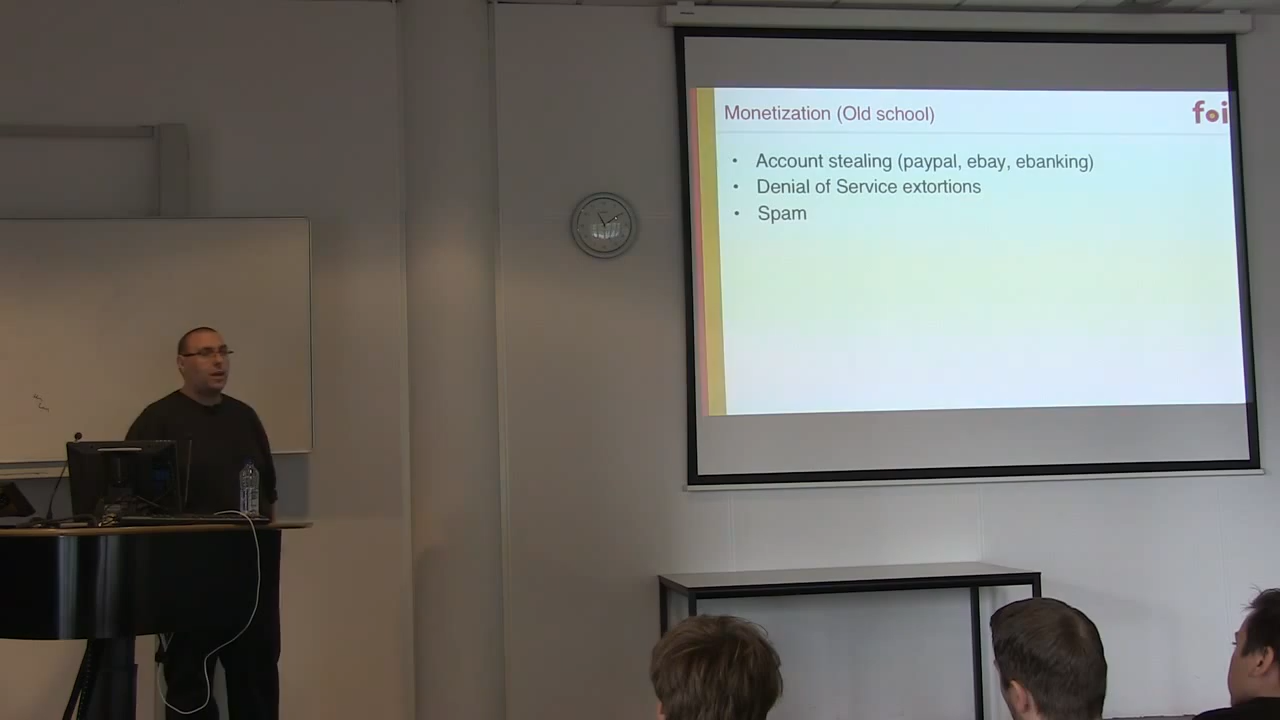 Monetization (Old school)
foi
• Account stealing (paypal, ebay, ebanking)
• Denial of Service extortions
• Spam